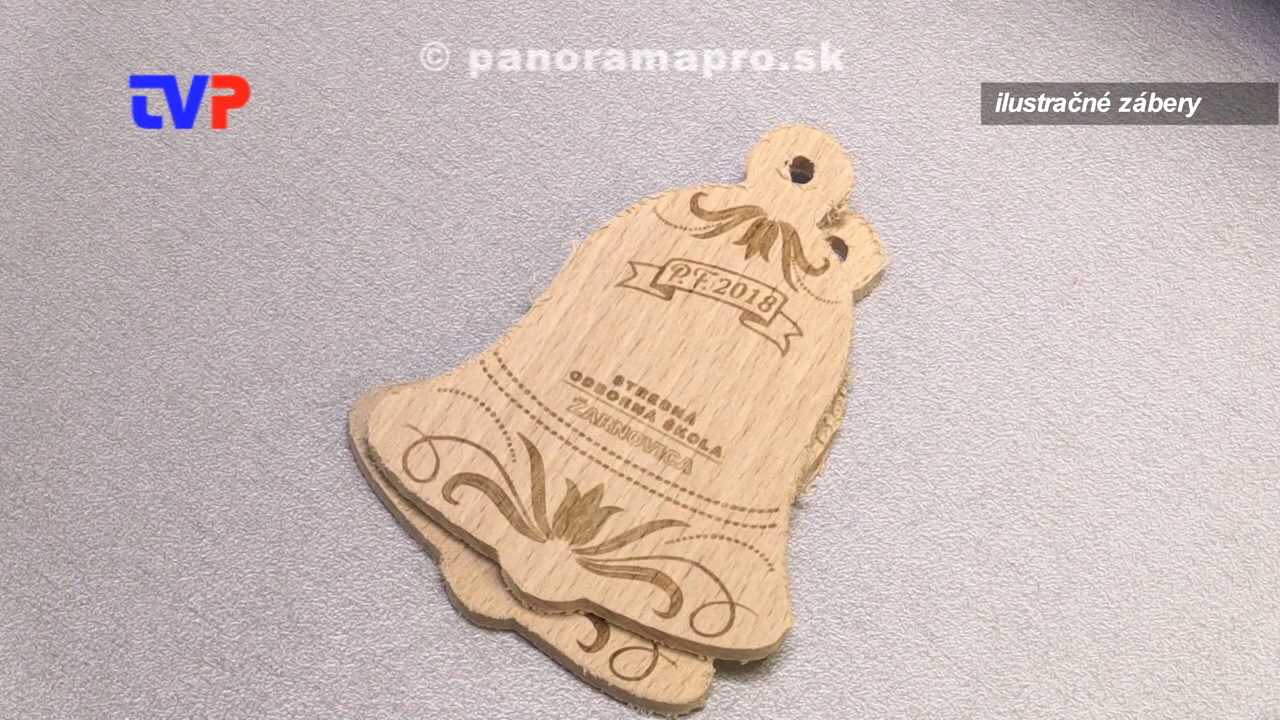 © panoramapro.sk
TVP
ilustračné zábery
P.F. 2018
STREDNÁ
ODBORNÁ ŠKOLA
ŽARNOVICA